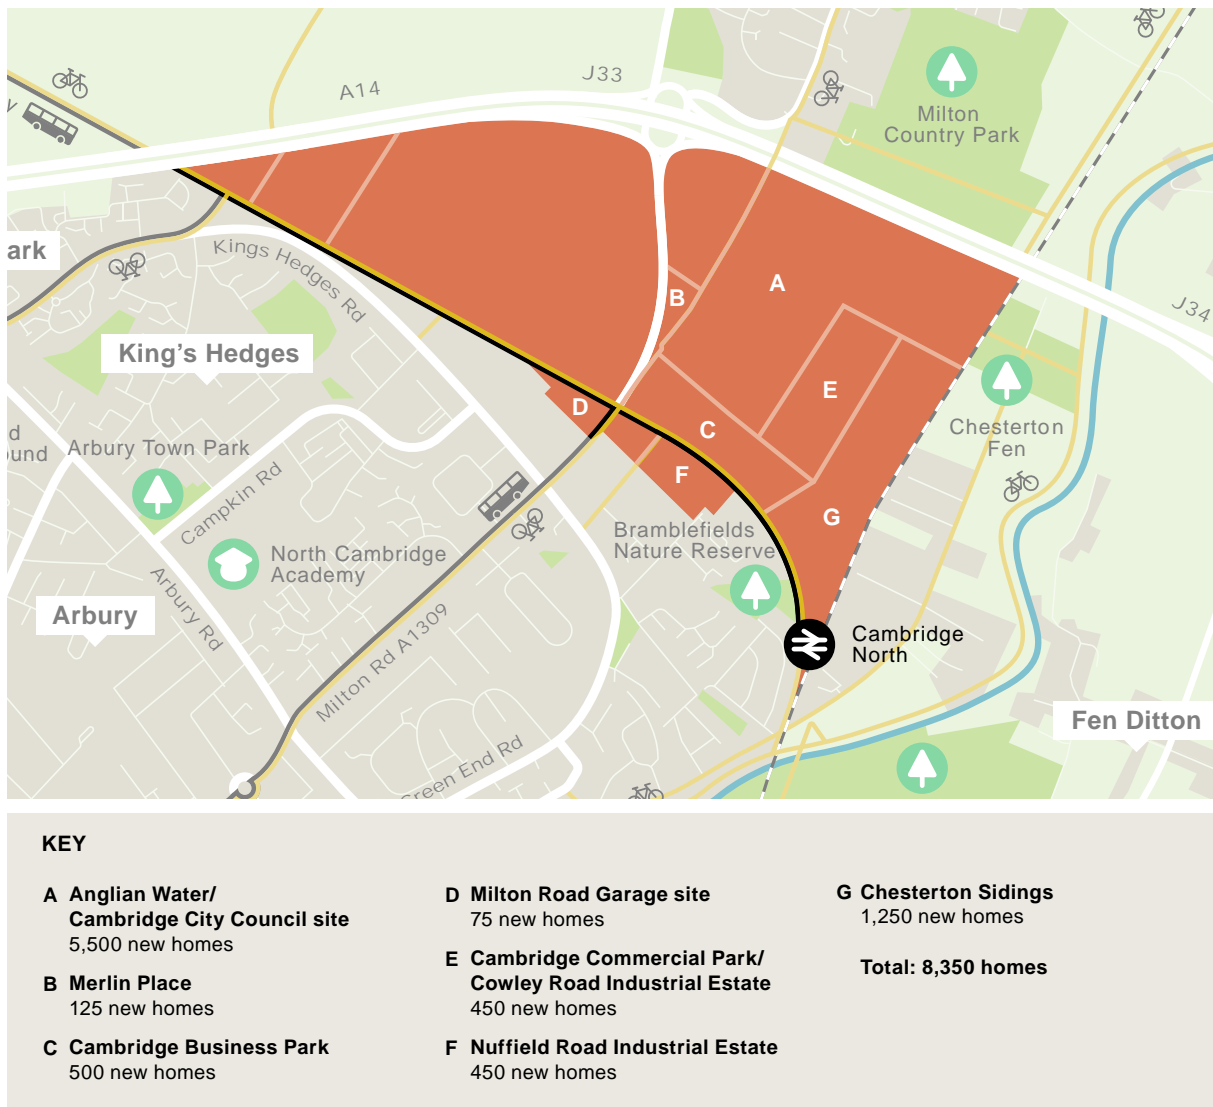 A14
J33
Milton
Country Park
y
ark
Kings Hedges Rd
J34
A
B
King's Hedges
E
D
C
Chesterton
Fen
d
ound
Arbury Town Park
F
Campkin Rd
G
Bramblefields
Nature Reserve
North Cambridge
Academy
Arbury Rd
Arbury
Milton Rd A1309
Cambridge
North
Fen Ditton
Green End Rd
KEY
A Anglian Water/
Cambridge City Council site
5,500 new homes
B Merlin Place
125 new homes
C Cambridge Business Park
500 new homes
D Milton Road Garage site
75 new homes
E Cambridge Commercial Park/
Cowley Road Industrial Estate
450 new homes
F Nuffield Road Industrial Estate
450 new homes
G Chesterton Sidings
1,250 new homes
Total: 8,350 homes